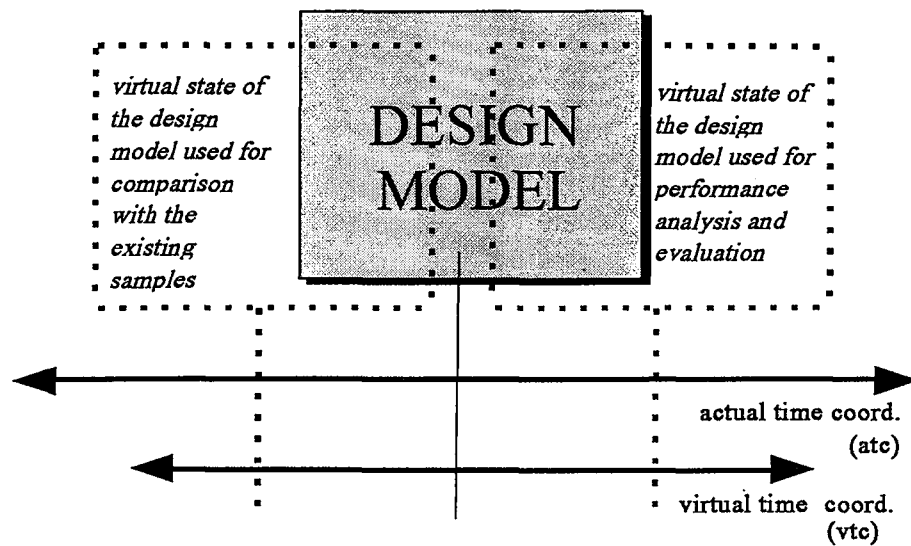 virtual state of
the design
model used for
comparison
with the
existing
samples
DESIGN
MODEL
virtual state of
the design
model used for
performance
analysis and
evaluation
actual time coord.
(atc)
virtual time coord.
(vtc)